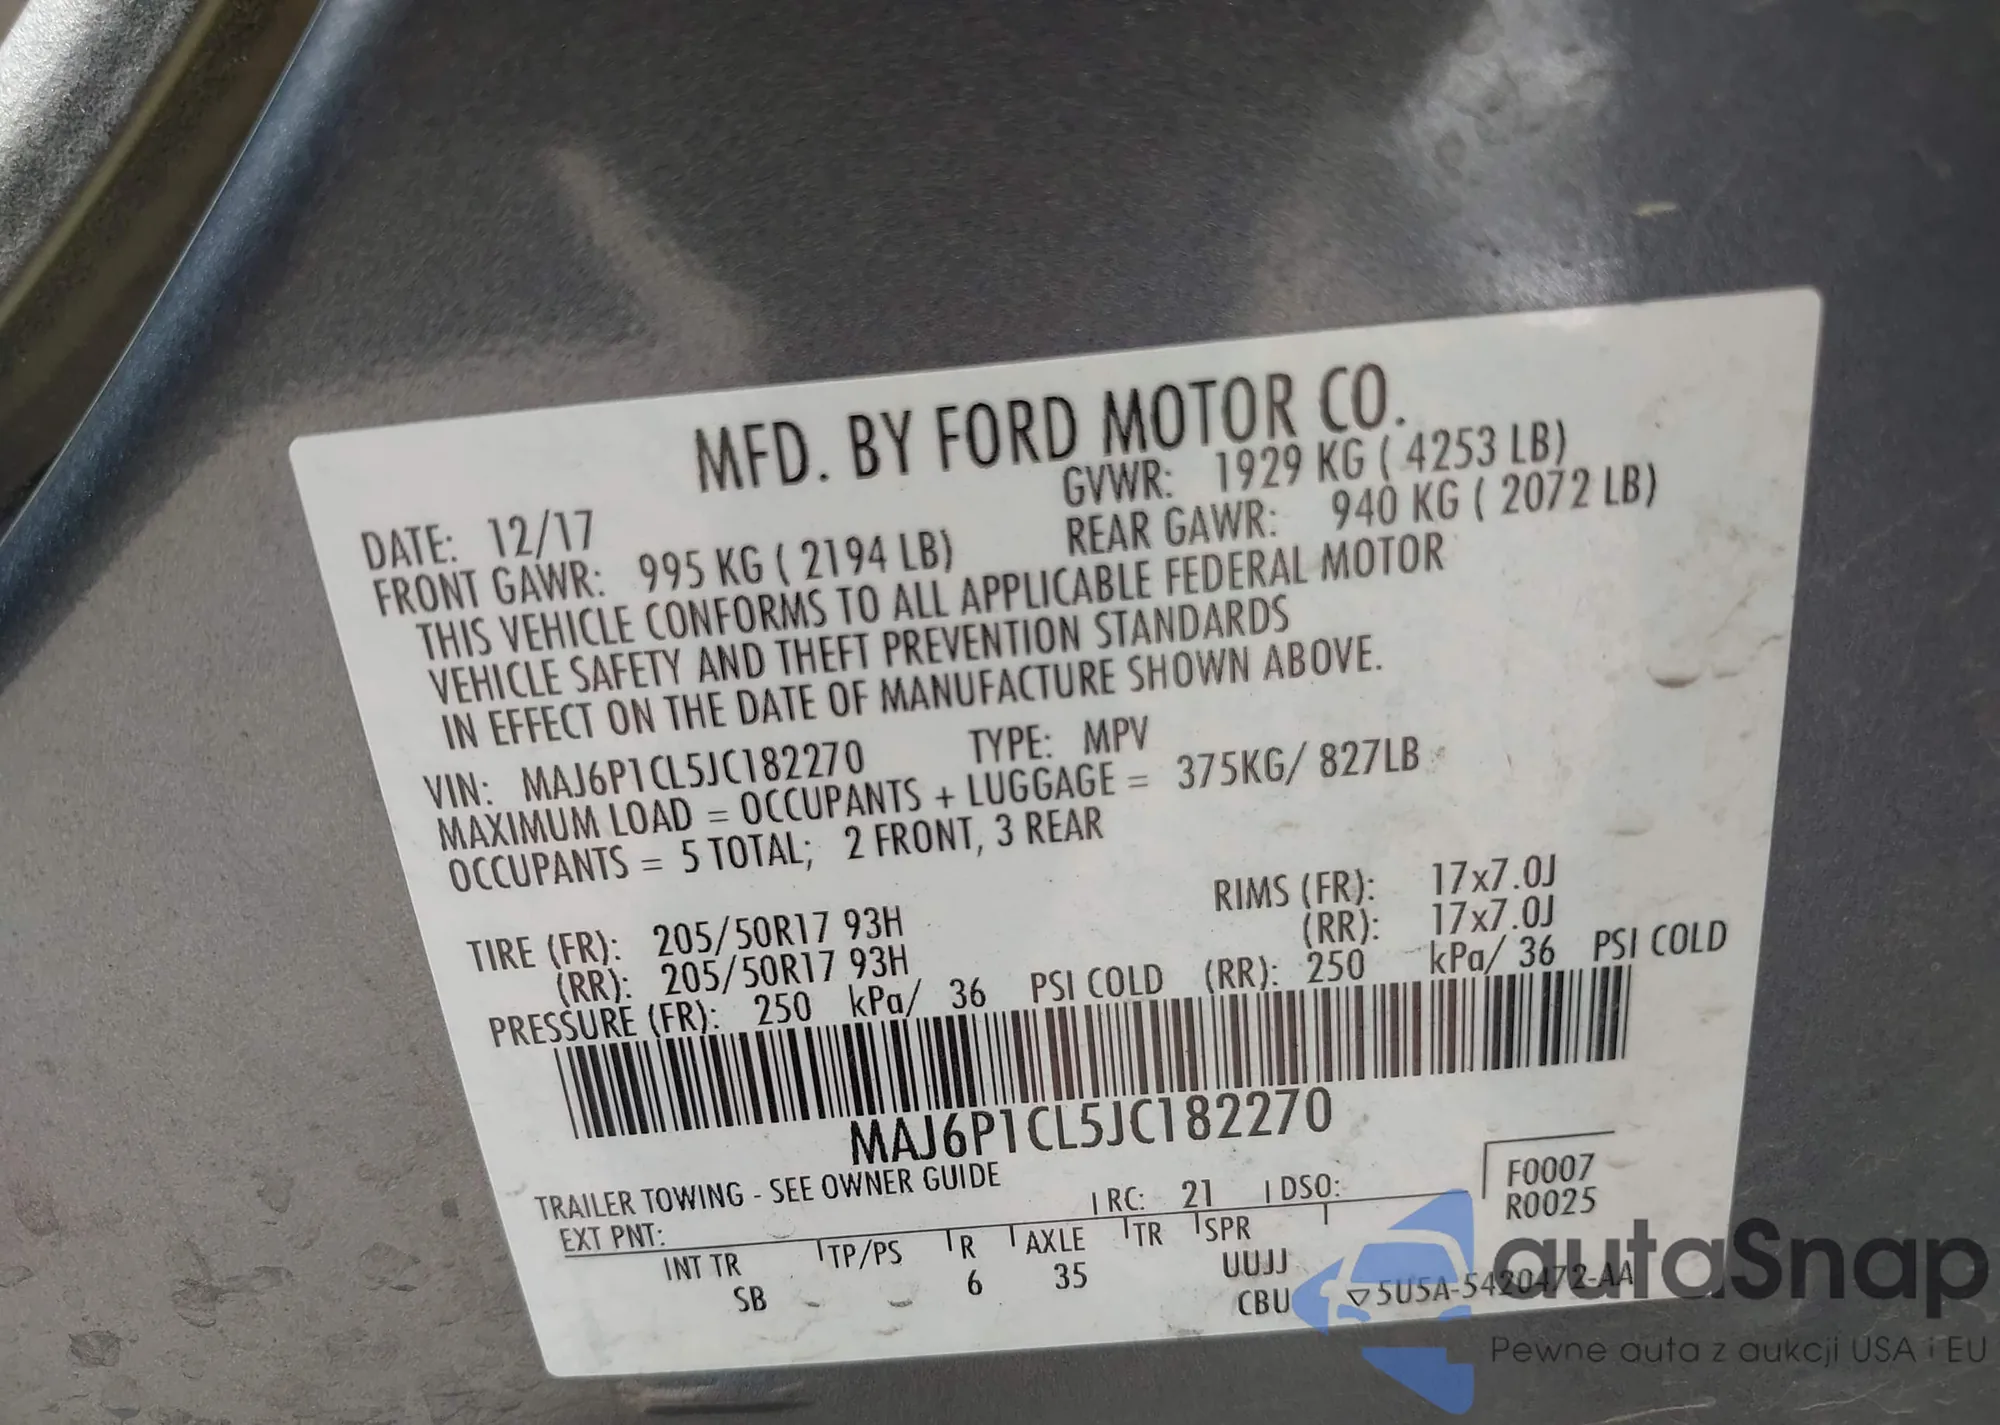 MFD. BY FORD MOTOR CO.
DATE: 12/17 GVWR: 1929 KG ( 4253 LB)
FRONT GAWR: 995 KG ( 2194 LB) REAR GAWR: 940 KG ( 2072 LB)
THIS VEHICLE CONFORMS TO ALL APPLICABLE FEDERAL MOTOR
VEHICLE SAFETY AND THEFT PREVENTION STANDARDS
IN EFFECT ON THE DATE OF MANUFACTURE SHOWN ABOVE.
VIN: MAJ6P1CL5JC182270 TYPE: MPV
MAXIMUM LOAD = OCCUPANTS + LUGGAGE = 375KG/ 827LB
OCCUPANTS = 5 TOTAL; 2 FRONT, 3 REAR
TIRE (FR): 205/50R17 93H RIMS (FR): 17x7.0J
(RR): 205/50R17 93H (RR): 17x7.0J
PRESSURE (FR): 250 kPa/ 36 PSI COLD (RR): 250 kPa/ 36 PSI COLD
MAJ6P1CL5JC182270
TRAILER TOWING - SEE OWNER GUIDE
EXT PNT: RC: 21 DSO: F0007
R0025
INT TR TP/PS R AXLE TR SPR
SB 6 35 UUJJ
CBU ▽5U5A-5420472-AA
autaSnap
Pewne auta z aukcji USA i EU